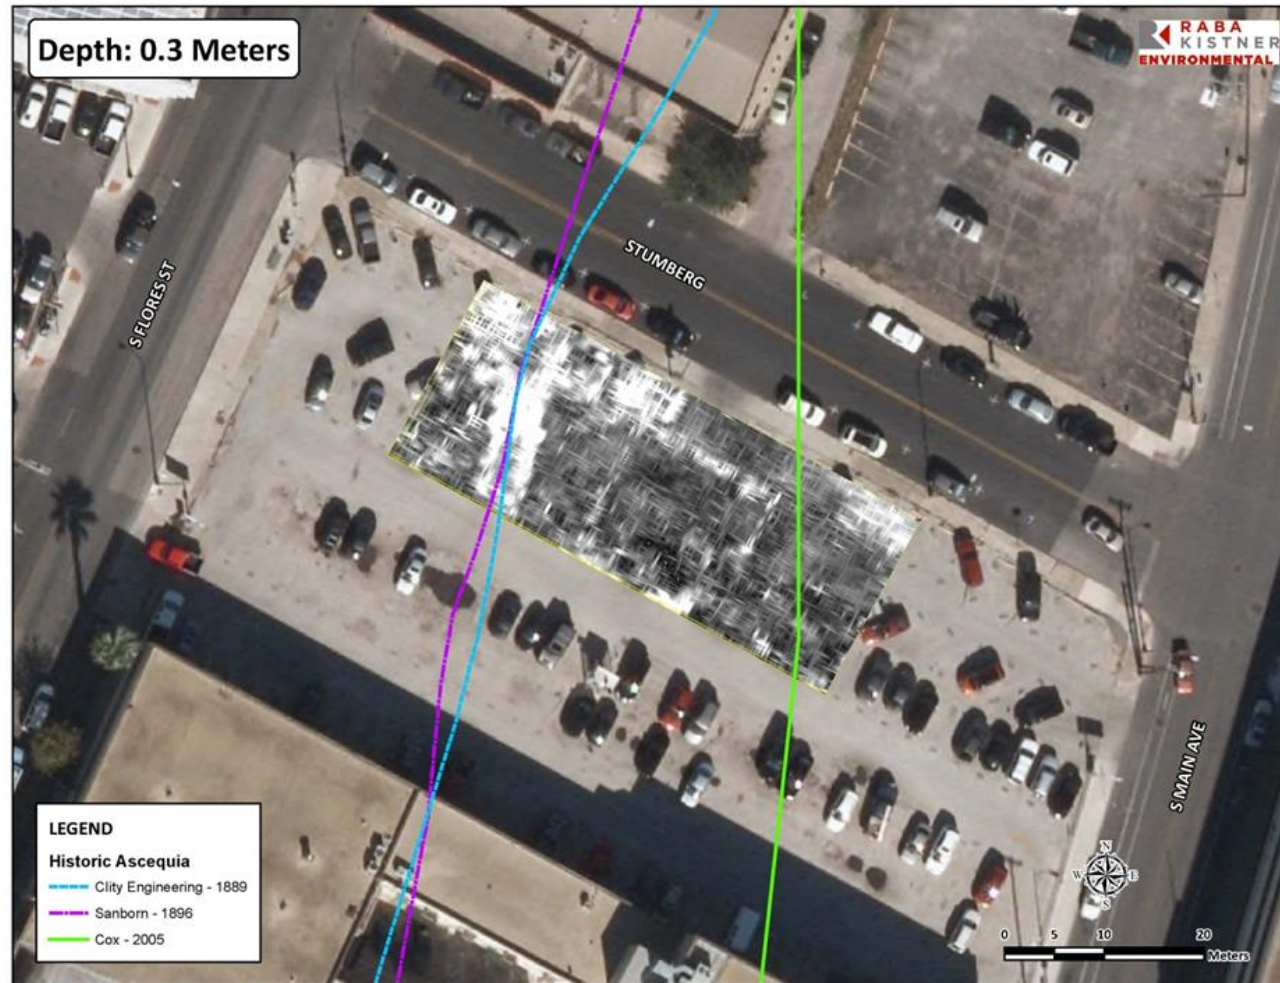 Depth: 0.3 Meters
RABA
KISTNER
ENVIRONMENTAL
STUMBERG
S FLORES ST
S MAIN AVE
LEGEND
Historic Ascequia
Clity Engineering - 1889
Sanborn - 1896
Cox - 2005
N
W E
S
0 5 10 20
Meters